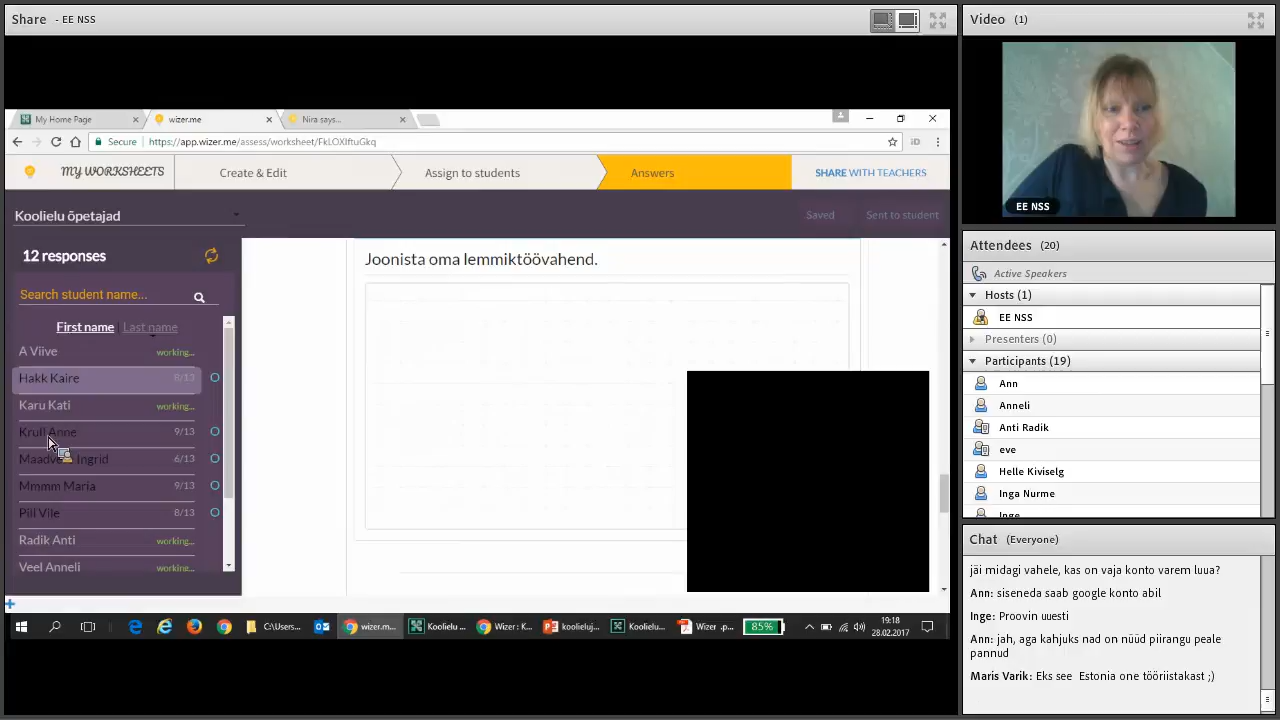 Share - EE NSS
My Home Page
wizer.me
Nira says...
Secure
https://app.wizer.me/assess/worksheet/FkLOXIftuGkq
iD
MY WORKSHEETS
Create & Edit
Assign to students
Answers
SHARE WITH TEACHERS
Koolielu õpetajad
Saved
Sent to student
12 responses
Search student name...
First name | Last name
A Viive working...
Hakk Kaire 8/13
Karu Kati working...
Krull Anne 9/13
Ingrid 6/13
Mmmm Maria 9/13
Pill Vile 8/13
Radik Anti working...
Veel Anneli working...
Joonista oma lemmiktöövahend.
C:\Users...
wizer.m...
Koolielu ...
Wizer : K...
koolieluj...
Koolielu...
Wizer .p...
85%
19:18
28.02.2017
Video (1)
EE NSS
Attendees (20)
Active Speakers
Hosts (1)
EE NSS
Presenters (0)
Participants (19)
Ann
Anneli
Anti Radik
eve
Helle Kiviselg
Inga Nurme
Inge
Chat (Everyone)
jäi midagi vahele, kas on vaja konto varem luua?
Ann: siseneda saab google konto abil
Inge: Proovin uuesti
Ann: jah, aga kahjuks nad on nüüd piirangu peale
pannud
Maris Varik: Eks see Estonia one tööriistakast ;)